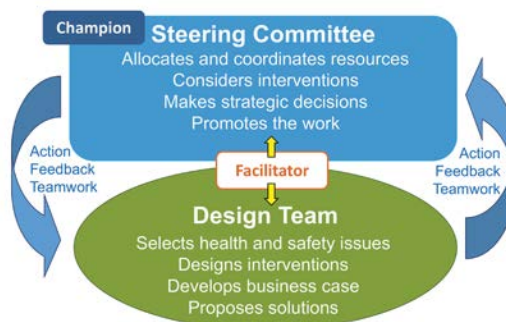 Champion
Steering Committee
Allocates and coordinates resources
Considers interventions
Makes strategic decisions
Promotes the work
Action
Feedback
Teamwork
Facilitator
Action
Feedback
Teamwork
Design Team
Selects health and safety issues
Designs interventions
Develops business case
Proposes solutions